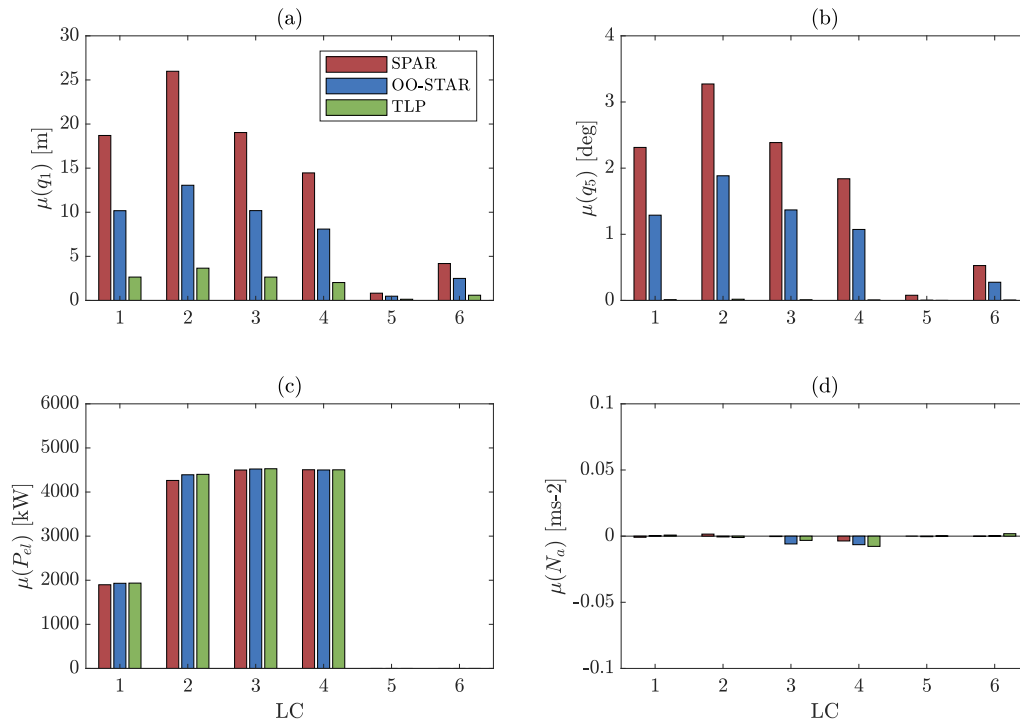 (a)
30
25
20
15
10
5
0
μ(q₁) [m]
SPAR
OO-STAR
TLP
1 2 3 4 5 6
(b)
4
3
2
1
0
μ(q₅) [deg]
1 2 3 4 5 6
(c)
6000
5000
4000
3000
2000
1000
0
μ(Pₑₗ) [kW]
1 2 3 4 5 6
LC
(d)
0.1
0.05
0
-0.05
-0.1
μ(Nₐ) [ms-2]
1 2 3 4 5 6
LC